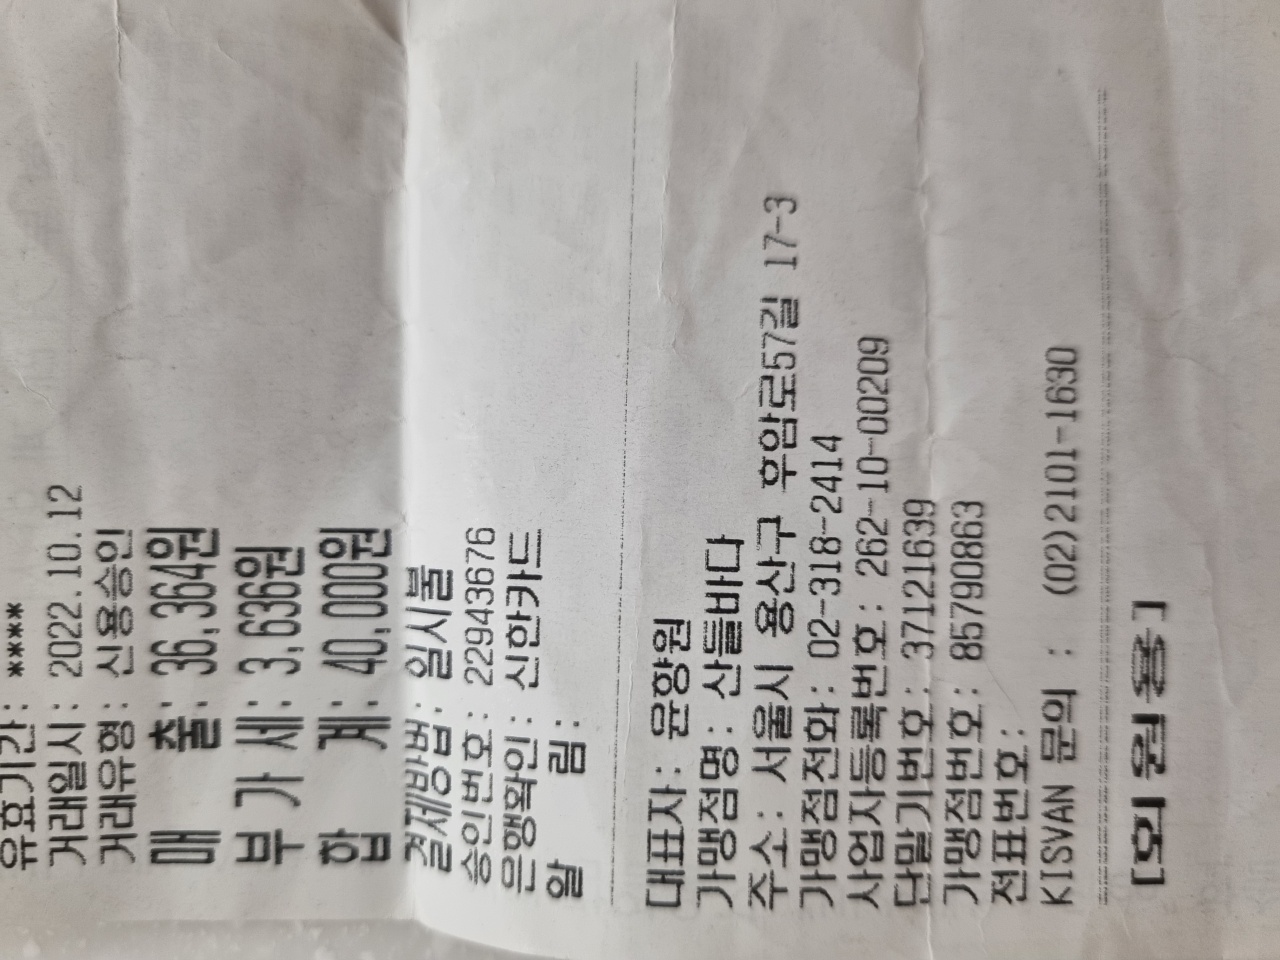 유효기간: ****
거래일시: 2022.10.12
거래유형: 신용승인
매 출: 36,364원
부 가 세: 3,636원
합 계: 40,000원
결제방법: 일시불
승인번호: 22943676
은행확인: 신한카드
알 림:
대표자: 윤향원
가맹점명: 산들바다
주소: 서울시 용산구 후암로57길 17-3
가맹점전화: 02-318-2414
사업자등록번호: 262-10-00209
단말기번호: 37121639
가맹점번호: 85790863
전표번호:
KISVAN 문의 : (02)2101-1630
[회 원 용]